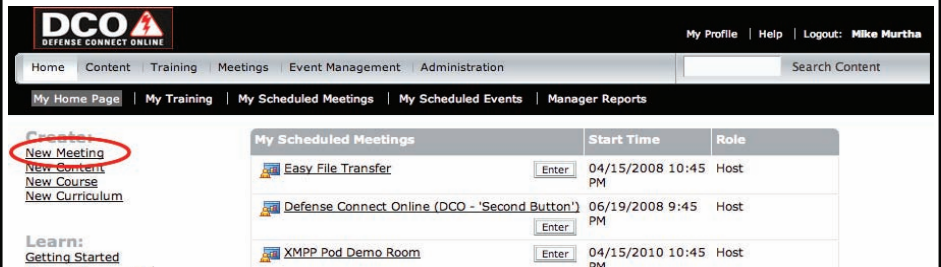 DCO
DEFENSE CONNECT ONLINE
My Profile | Help | Logout: Mike Murtha
Home Content Training Meetings Event Management Administration Search Content
My Home Page | My Training | My Scheduled Meetings | My Scheduled Events | Manager Reports
Create:
New Meeting
New Content
New Course
New Curriculum
Learn:
Getting Started
My Scheduled Meetings Start Time Role
Easy File Transfer Enter 04/15/2008 10:45 PM Host
Defense Connect Online (DCO - 'Second Button') Enter 06/19/2008 9:45 PM Host
XMPP Pod Demo Room Enter 04/15/2010 10:45 PM Host